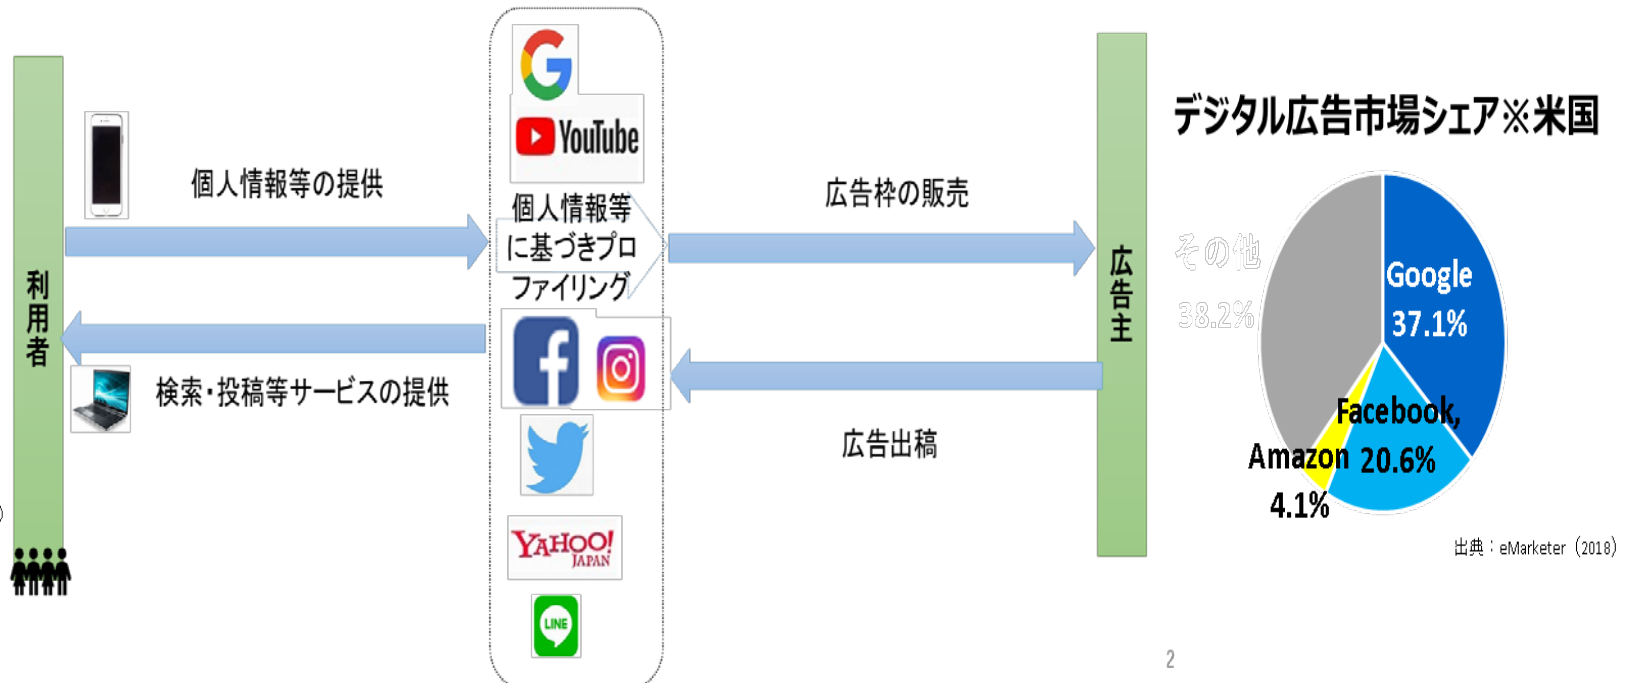 利用者
個人情報等の提供
検索・投稿等サービスの提供
G
YouTube
個人情報等
に基づきプロ
ファイリング
f
YAHOO!
JAPAN
LINE
広告枠の販売
広告出稿
広告主
デジタル広告市場シェア※米国
その他
38.2%
Google
37.1%
Facebook,
20.6%
Amazon
4.1%
出典：eMarketer（2018）
2
)